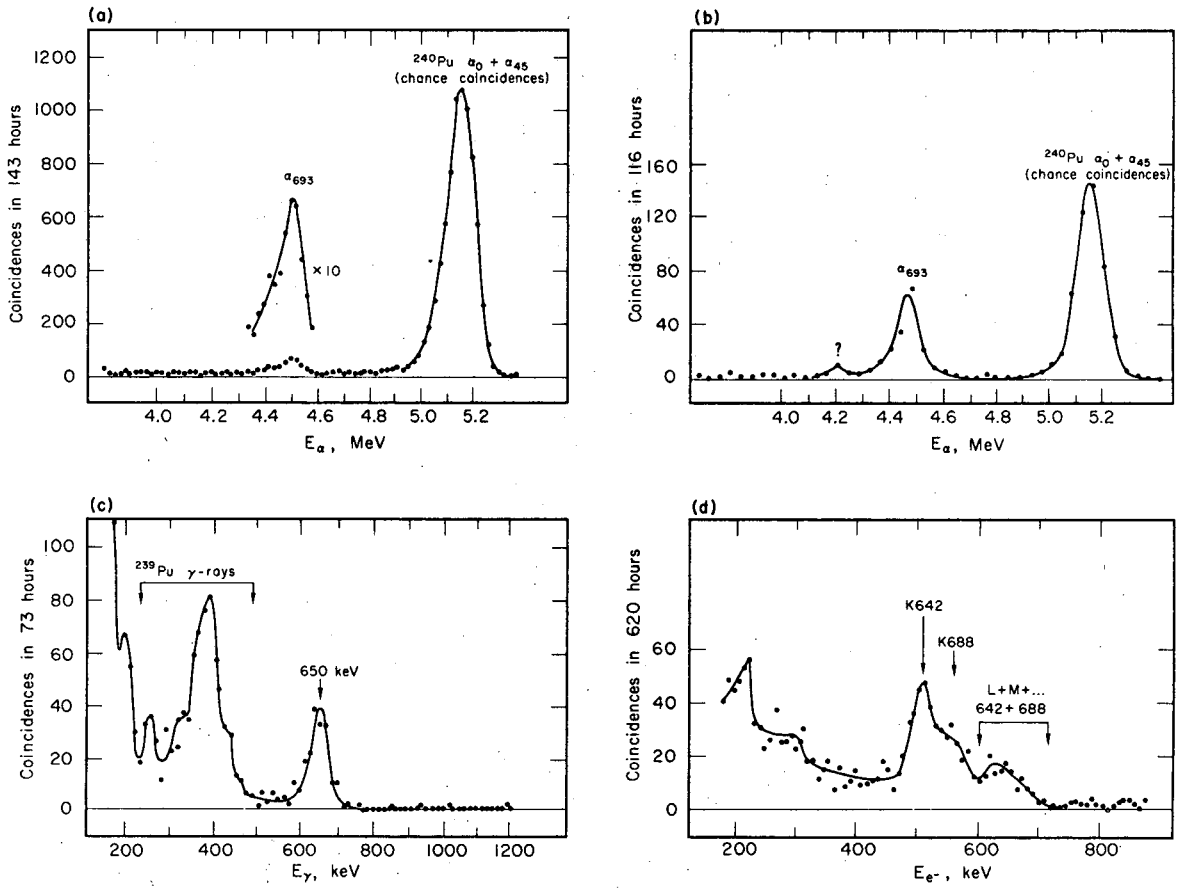 (a)
Coincidences in 143 hours
1300
1200
1000
800
600
400
200
0
²⁴⁰Pu α₀ + α₄₅
(chance coincidences)
α₆₉₃
×10
4.0 4.2 4.4 4.6 4.8 5.0 5.2
Eα, MeV
(b)
Coincidences in 116 hours
160
120
80
40
0
²⁴⁰Pu α₀ + α₄₅
(chance coincidences)
α₆₉₃
?
4.0 4.2 4.4 4.6 4.8 5.0 5.2
Eα, MeV
(c)
Coincidences in 73 hours
100
80
60
40
20
0
²³⁹Pu γ-rays
650 keV
200 400 600 800 1000 1200
Eγ, keV
(d)
Coincidences in 620 hours
60
40
20
0
K642
K688
L+M+...
642+688
200 400 600 800
Ee-, keV